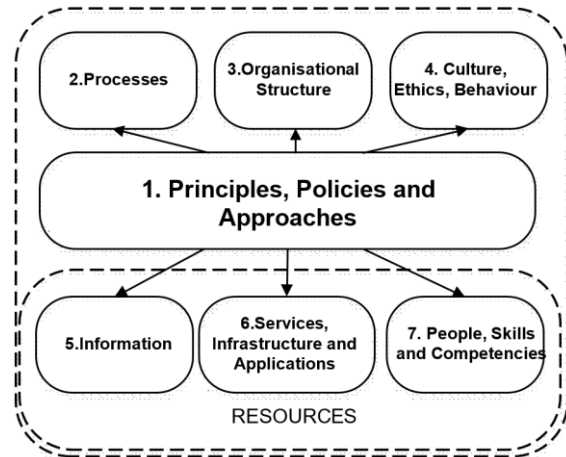 2.Processes
3.Organisational
Structure
4. Culture,
Ethics, Behaviour
1. Principles, Policies and
Approaches
5.Information
6.Services,
Infrastructure and
Applications
7. People, Skills
and Competencies
RESOURCES